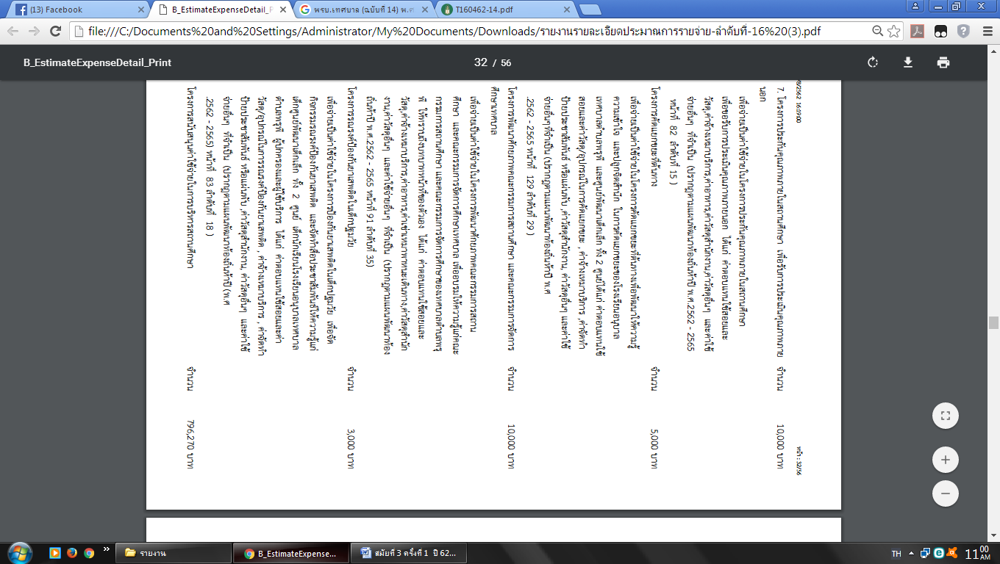 (13) Facebook
B_EstimateExpenseDetail_P
พรบ.เทศบาล (ฉบับที่ 14) พ.ศ
T160462-14.pdf
file:///C:/Documents%20and%20Settings/Administrator/My%20Documents/Downloads/รายงานรายละเอียดประมาณการรายจ่าย-ลำดับที่-16%20(3).pdf
B_EstimateExpenseDetail_Print
32 / 56
/8/2562 16:09:00
หน้า : 32/56
7. โครงการประกันคุณภาพภายในสถานศึกษา เพื่อรับการประเมินคุณภาพภายนอก จำนวน 10,000 บาท
เพื่อจ่ายเป็นค่าใช้จ่ายในโครงการประกันคุณภาพภายในสถานศึกษา
เพื่อขอรับการประเมินคุณภาพภายนอก ได้แก่ ค่าตอบแทนใช้สอยและ
วัสดุ,ค่าจ้างเหมาบริการ,ค่าอาหาร,ค่าวัสดุสำนักงาน,ค่าวัสดุอื่นๆ และค่าใช้
จ่ายอื่นๆ ที่จำเป็น (ปรากฏตามแผนพัฒนาท้องถิ่นห้าปี พ.ศ.2562 - 2565
หน้าที่ 82 ลำดับที่ 15 )
โครงการคัดแยกขยะที่ต้นทาง จำนวน 5,000 บาท
เพื่อจ่ายเป็นค่าใช้จ่ายในโครงการคัดแยกขยะที่ต้นทางเพื่อพัฒนาให้ความรู้
ความเข้าใจ และปลูกจิตสำนึก ในการคัดแยกขยะของโรงเรียนอนุบาล
เทศบาลตำบลพรุพี และศูนย์พัฒนาเด็กเล็ก ทั้ง 2 ศูนย์ได้แก่ ค่าตอบแทนใช้
สอยและค่าวัสดุ/อุปกรณ์ในการคัดแยกขยะ , ค่าจ้างเหมาบริการ ,ค่าจัดทำ
ป้ายประชาสัมพันธ์ หรือแผ่นพับ ,ค่าวัสดุสำนักงาน, ค่าวัสดุอื่นๆ และค่าใช้
จ่ายอื่นๆที่จำเป็น (ปรากฏตามแผนพัฒนาท้องถิ่นห้าปี พ.ศ
.2562 - 2565 หน้าที่ 129 ลำดับที่ 29 )
โครงการพัฒนาศักยภาพคณะกรรมการสถานศึกษา และคณะกรรมการจัดการ จำนวน 10,000 บาท
ศึกษาเทศบาล
เพื่อจ่ายเป็นค่าใช้จ่ายในโครงการพัฒนาศักยภาพคณะกรรมการสถาน
ศึกษา และคณะกรรมการจัดการศึกษาเทศบาล เพื่ออบรมให้ความรู้แก่คณะ
กรรมการสถานศึกษา และคณะกรรมการจัดการศึกษาของเทศบาลตำบลพรุ
พี ให้ทราบถึงบทบาทหน้าที่ของตัวเอง ได้แก่ ค่าตอบแทนใช้สอยและ
วัสดุ,ค่าจ้างเหมาบริการ,ค่าอาหาร,ค่าเช่าเหมาพาหนะเดินทาง,ค่าวัสดุสำนัก
งาน,ค่าวัสดุอื่นๆ และค่าใช้จ่ายอื่นๆ ที่จำเป็น (ปรากฏตามแผนพัฒนาท้อง
ถิ่นห้าปี พ.ศ.2562 - 2565 หน้าที่ 91 ลำดับที่ 35)
โครงการรณรงค์ป้องกันยาเสพติดในเด็กปฐมวัย จำนวน 3,000 บาท
เพื่อจ่ายเป็นค่าใช้จ่ายในโครงการป้องกันยาเสพติดในเด็กปฐมวัย เพื่อจัด
กิจกรรมรณรงค์ป้องกันยาเสพติด และจัดทำสื่อประชาสัมพันธ์ให้ความรู้แก่
เด็กศูนย์พัฒนาเด็กเล็ก ทั้ง 2 ศูนย์ เด็กนักเรียนโรงเรียนอนุบาลเทศบาล
ตำบลพรุพี ผู้ปกครองและผู้ใช้บริการ ได้แก่ ค่าตอบแทนใช้สอยและค่า
วัสดุ/อุปกรณ์ในการรณรงค์ป้องกันยาเสพติด , ค่าจ้างเหมาบริการ , ค่าจัดทำ
ป้ายประชาสัมพันธ์ หรือแผ่นพับ ,ค่าวัสดุสำนักงาน, ค่าวัสดุอื่นๆ และค่าใช้
จ่ายอื่นๆ ที่จำเป็น (ปรากฏตามแผนพัฒนาท้องถิ่นห้าปี (พ.ศ
.2562 - 2565) หน้าที่ 83 ลำดับที่ 18 )
โครงการสนับสนุนค่าใช้จ่ายในการบริหารสถานศึกษา จำนวน 796,270 บาท
รายงาน
B_EstimateExpense...
สมัยที่ 3 ครั้งที่ 1 ปี 62...
TH
11 00 AM